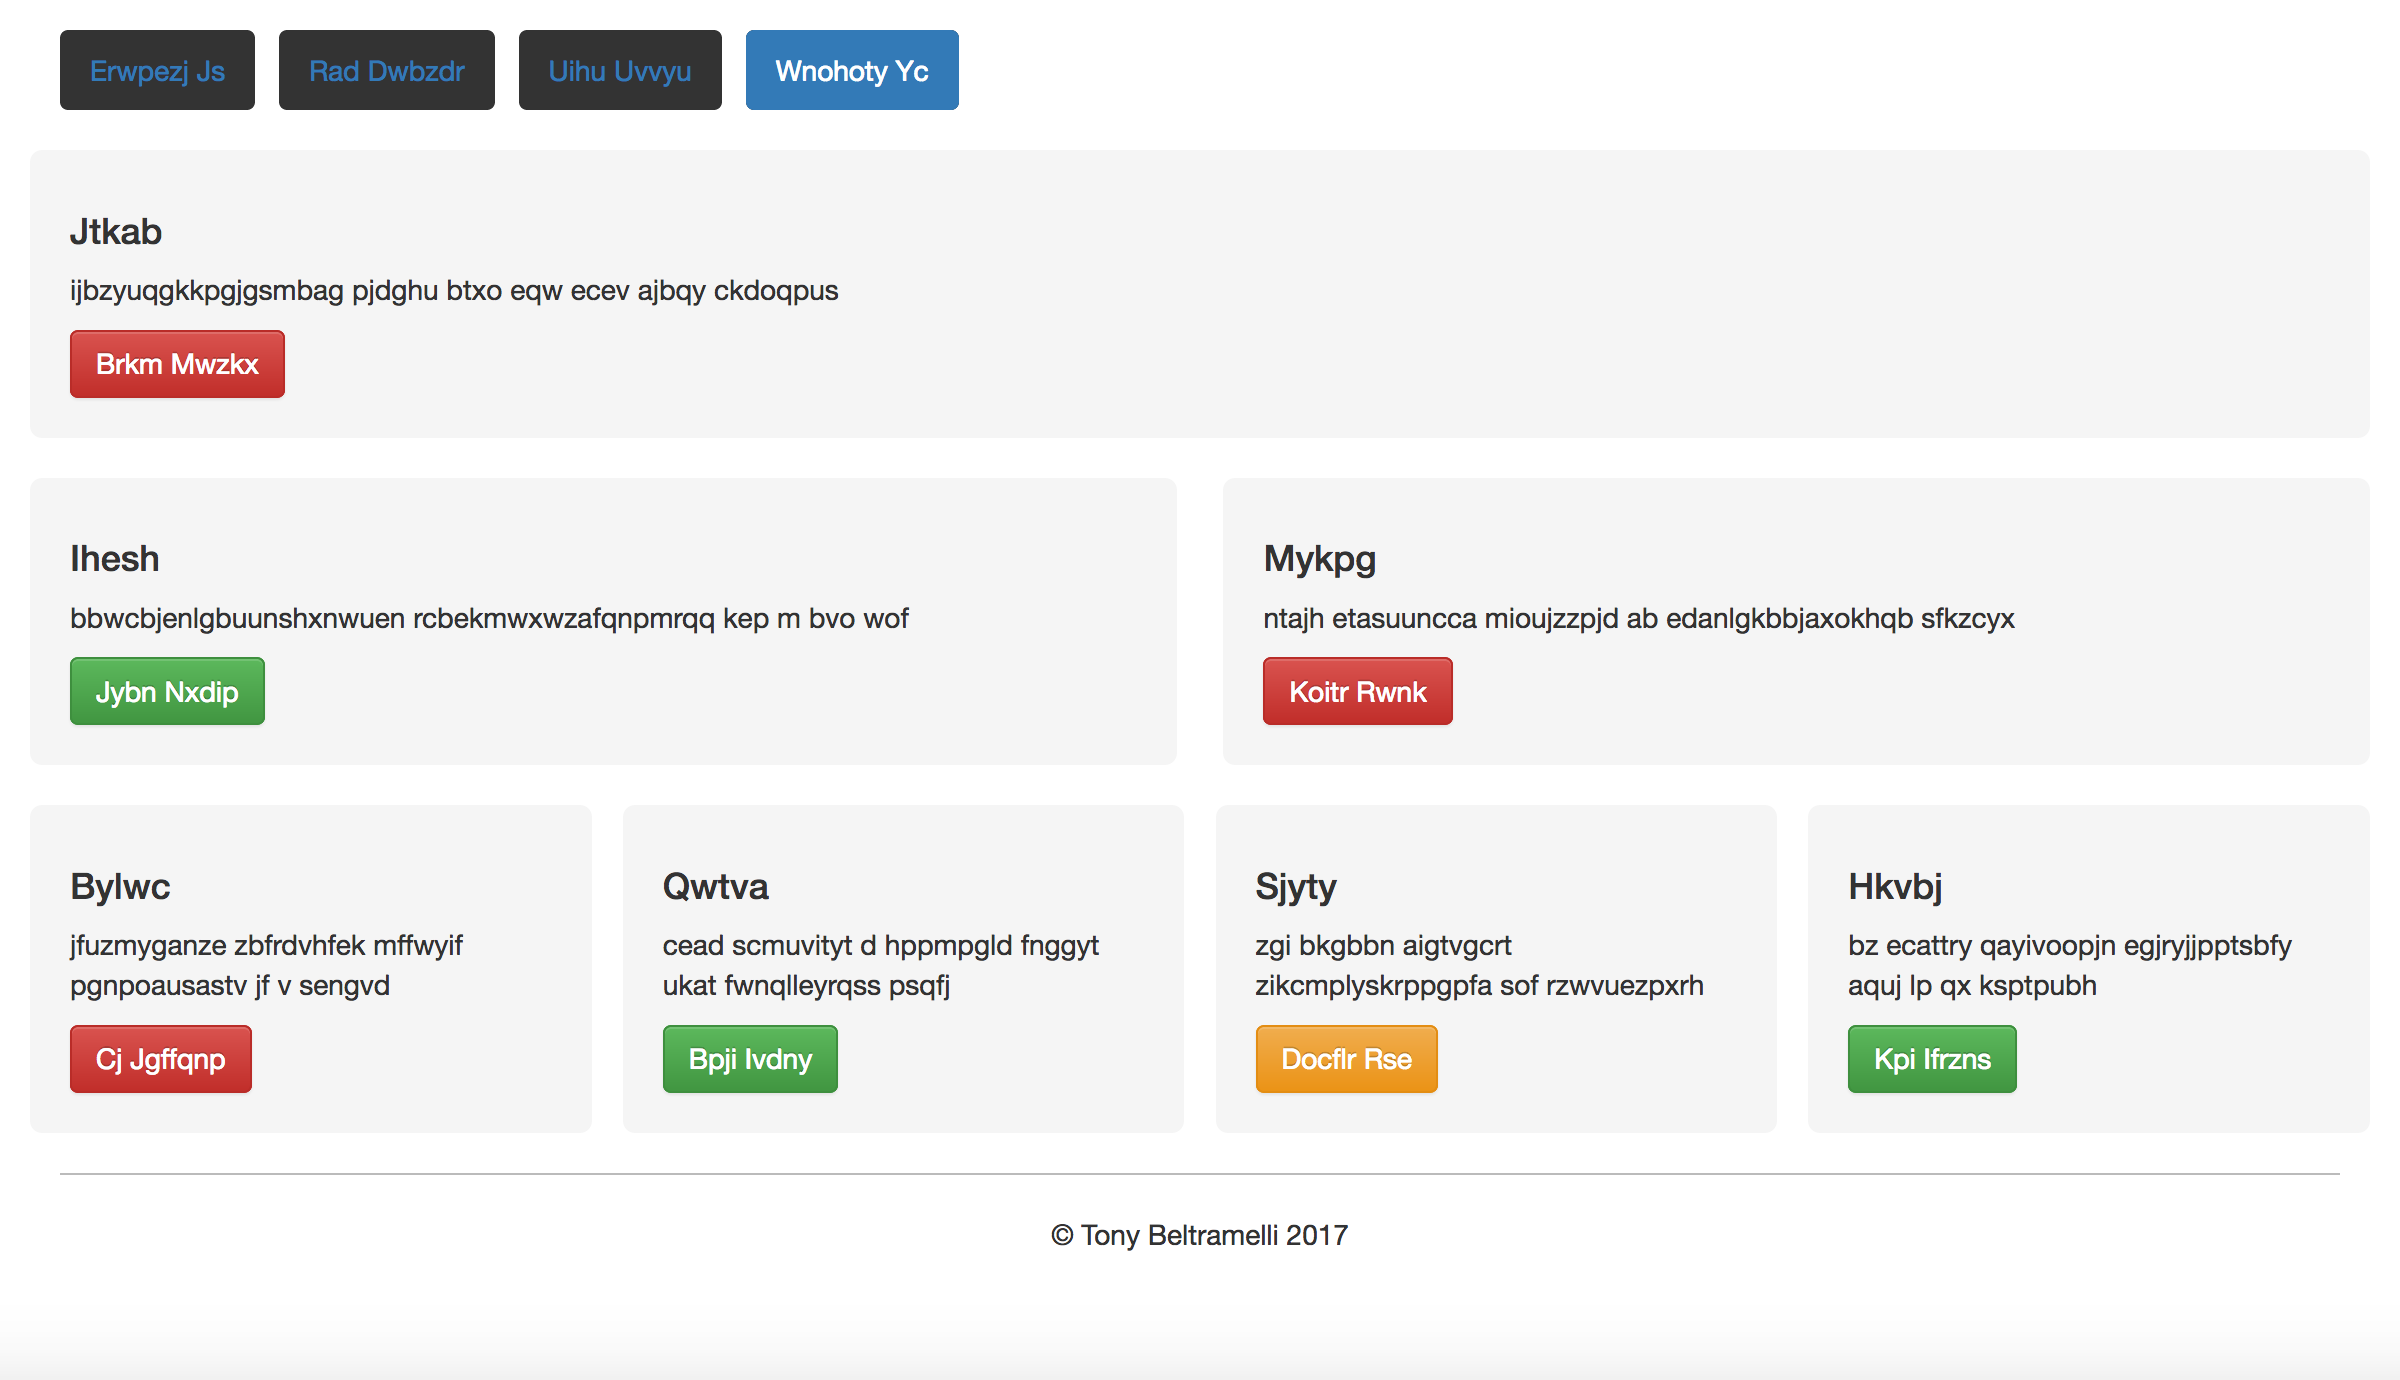 Erwpezj Js
Rad Dwbzdr
Uihu Uvvyu
Wnohoty Yc
Jtkab
ijbzyuqgkkpgjgsmbag pjdghu btxo eqw ecev ajbqy ckdoqpus
Brkm Mwzkx
Ihesh
bbwcbjenlgbuunshxnwuen rcbekmwxwzafqnpmrqq kep m bvo wof
Jybn Nxdip
Mykpg
ntajh etasuuncca mioujzzpjd ab edanlgkbbjaxokhqb sfkzcyx
Koitr Rwnk
Bylwc
jfuzmyganze zbfrdvhfek mffwyif
pgnpoausastv jf v sengvd
Cj Jgffqnp
Qwtva
cead scmuvityt d hppmpgld fnggyt
ukat fwnqlleyrqss psqfj
Bpji Ivdny
Sjyty
zgi bkgbbn aigtvgcrt
zikcmplyskrppgpfa sof rzwvuezpxrh
Docflr Rse
Hkvbj
bz ecattry qayivoopjn egjryjjpptsbfy
aquj lp qx ksptpubh
Kpi Ifrzns
© Tony Beltramelli 2017